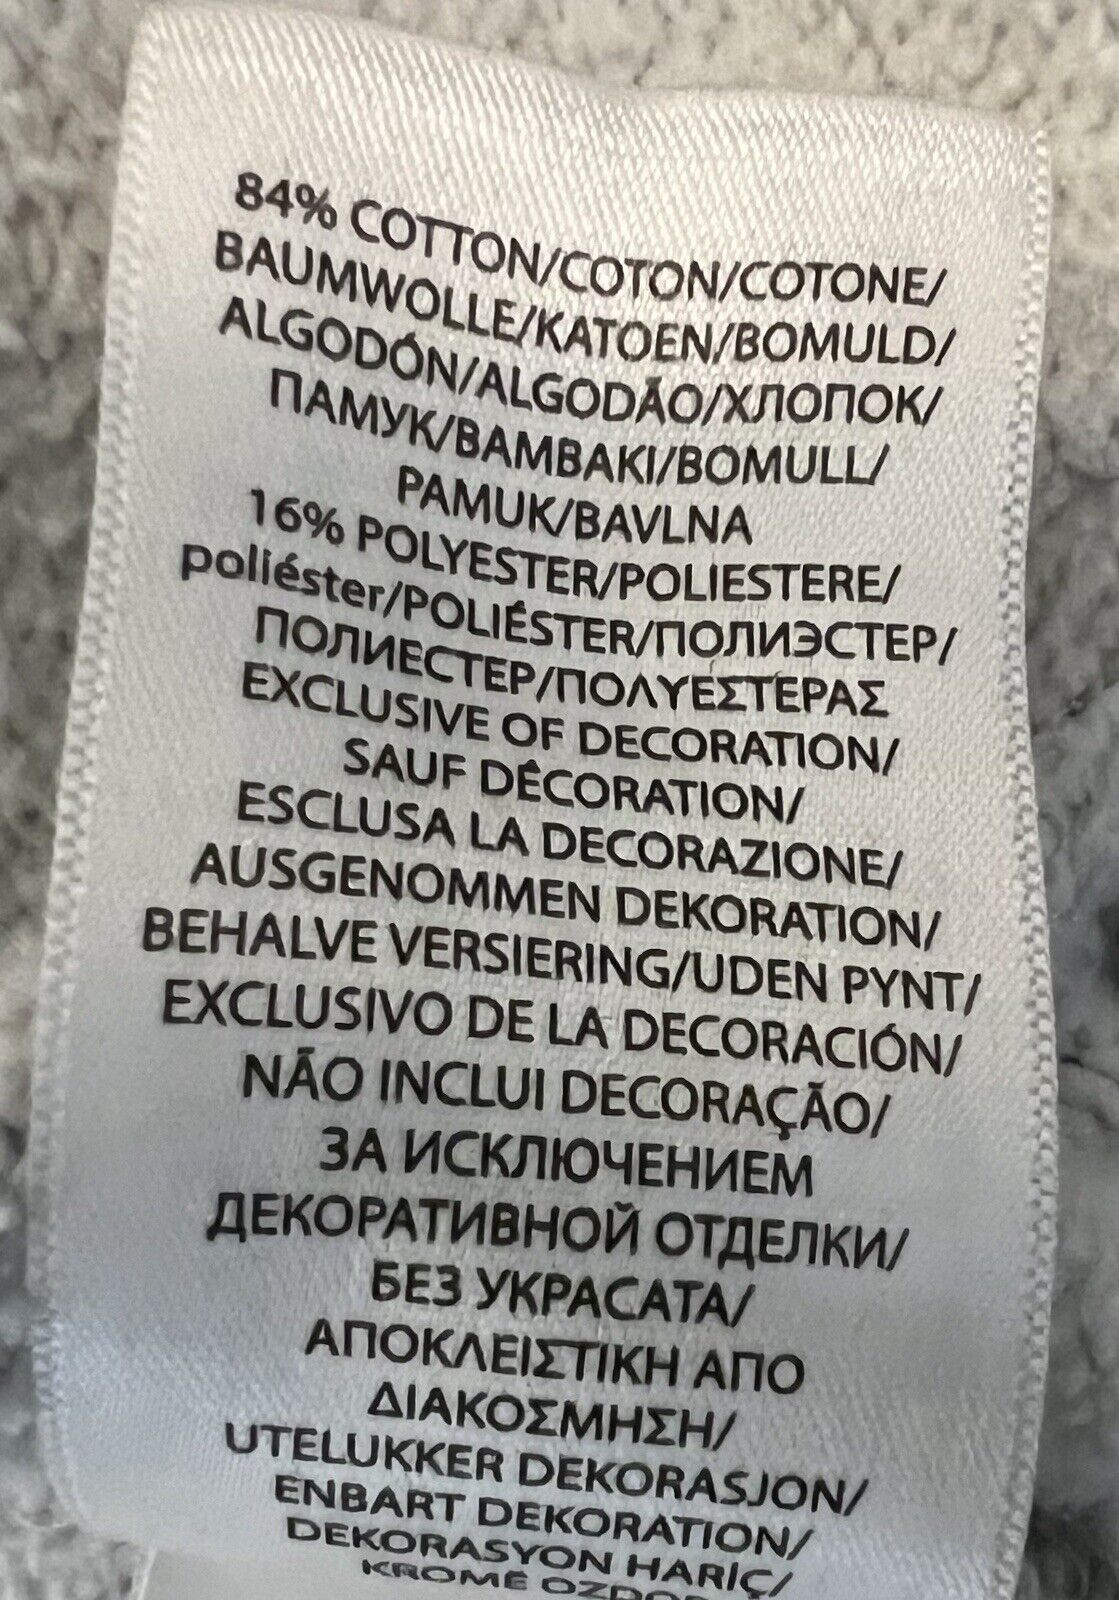 84% COTTON/COTON/COTONE/
BAUMWOLLE/KATOEN/BOMULD/
ALGODÓN/ALGODÃO/ХЛОПОК/
ПАМУК/ΒΑΜΒΑΚΙ/BOMULL/
PAMUK/BAVLNA
16% POLYESTER/POLIESTERE/
poliéster/POLIÉSTER/ПОЛИЭСТЕР/
ПОЛИЕСТЕР/ΠΟΛΥΕΣΤΕΡΑΣ
EXCLUSIVE OF DECORATION/
SAUF DÉCORATION/
ESCLUSA LA DECORAZIONE/
AUSGENOMMEN DEKORATION/
BEHALVE VERSIERING/UDEN PYNT/
EXCLUSIVO DE LA DECORACIÓN/
NÃO INCLUI DECORAÇÃO/
ЗА ИСКЛЮЧЕНИЕМ
ДЕКОРАТИВНОЙ ОТДЕЛКИ/
БЕЗ УКРАСАТА/
ΑΠΟΚΛΕΙΣΤΙΚΗ ΑΠΟ
ΔΙΑΚΟΣΜΗΣΗ/
UTELUKKER DEKORASJON/
ENBART DEKORATION/
DEKORASYON HARİÇ/
KROMĚ